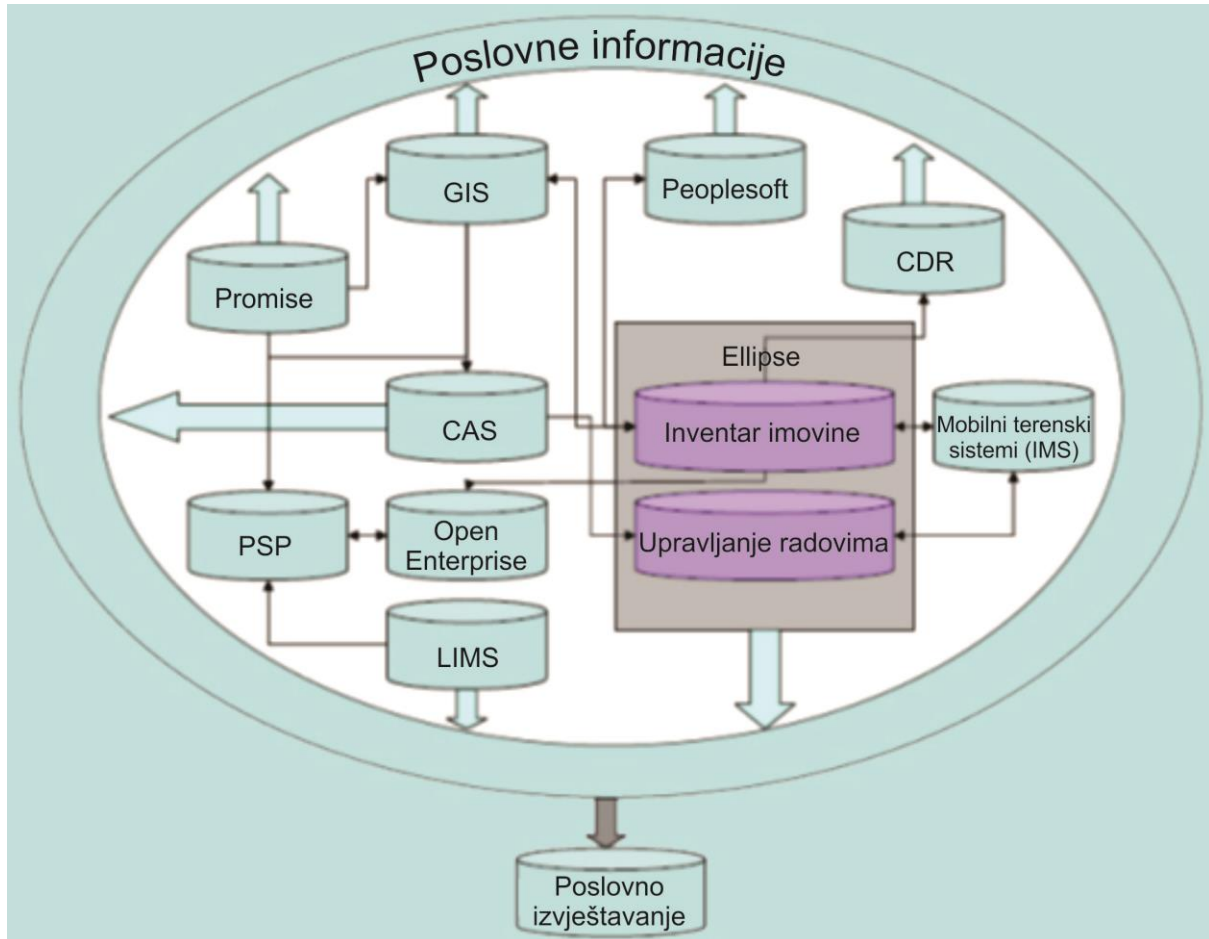 Poslovne informacije
GIS
Peoplesoft
CDR
Promise
Ellipse
CAS
Inventar imovine
Mobilni terenski
sistemi (IMS)
PSP
Open
Enterprise
Upravljanje radovima
LIMS
Poslovno
izvještavanje